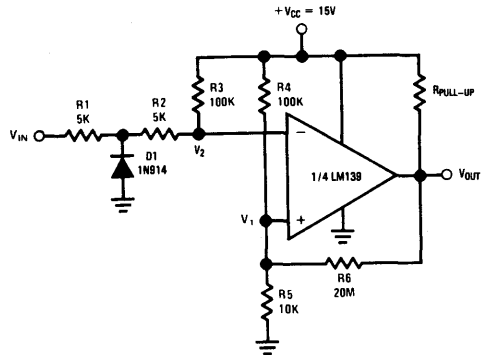 +VCC = 15V
R3
100K
R4
100K
RPULL-UP
R1
5K
R2
5K
VIN
D1
1N914
V2
−
1/4 LM139
VOUT
V1
+
R6
20M
R5
10K